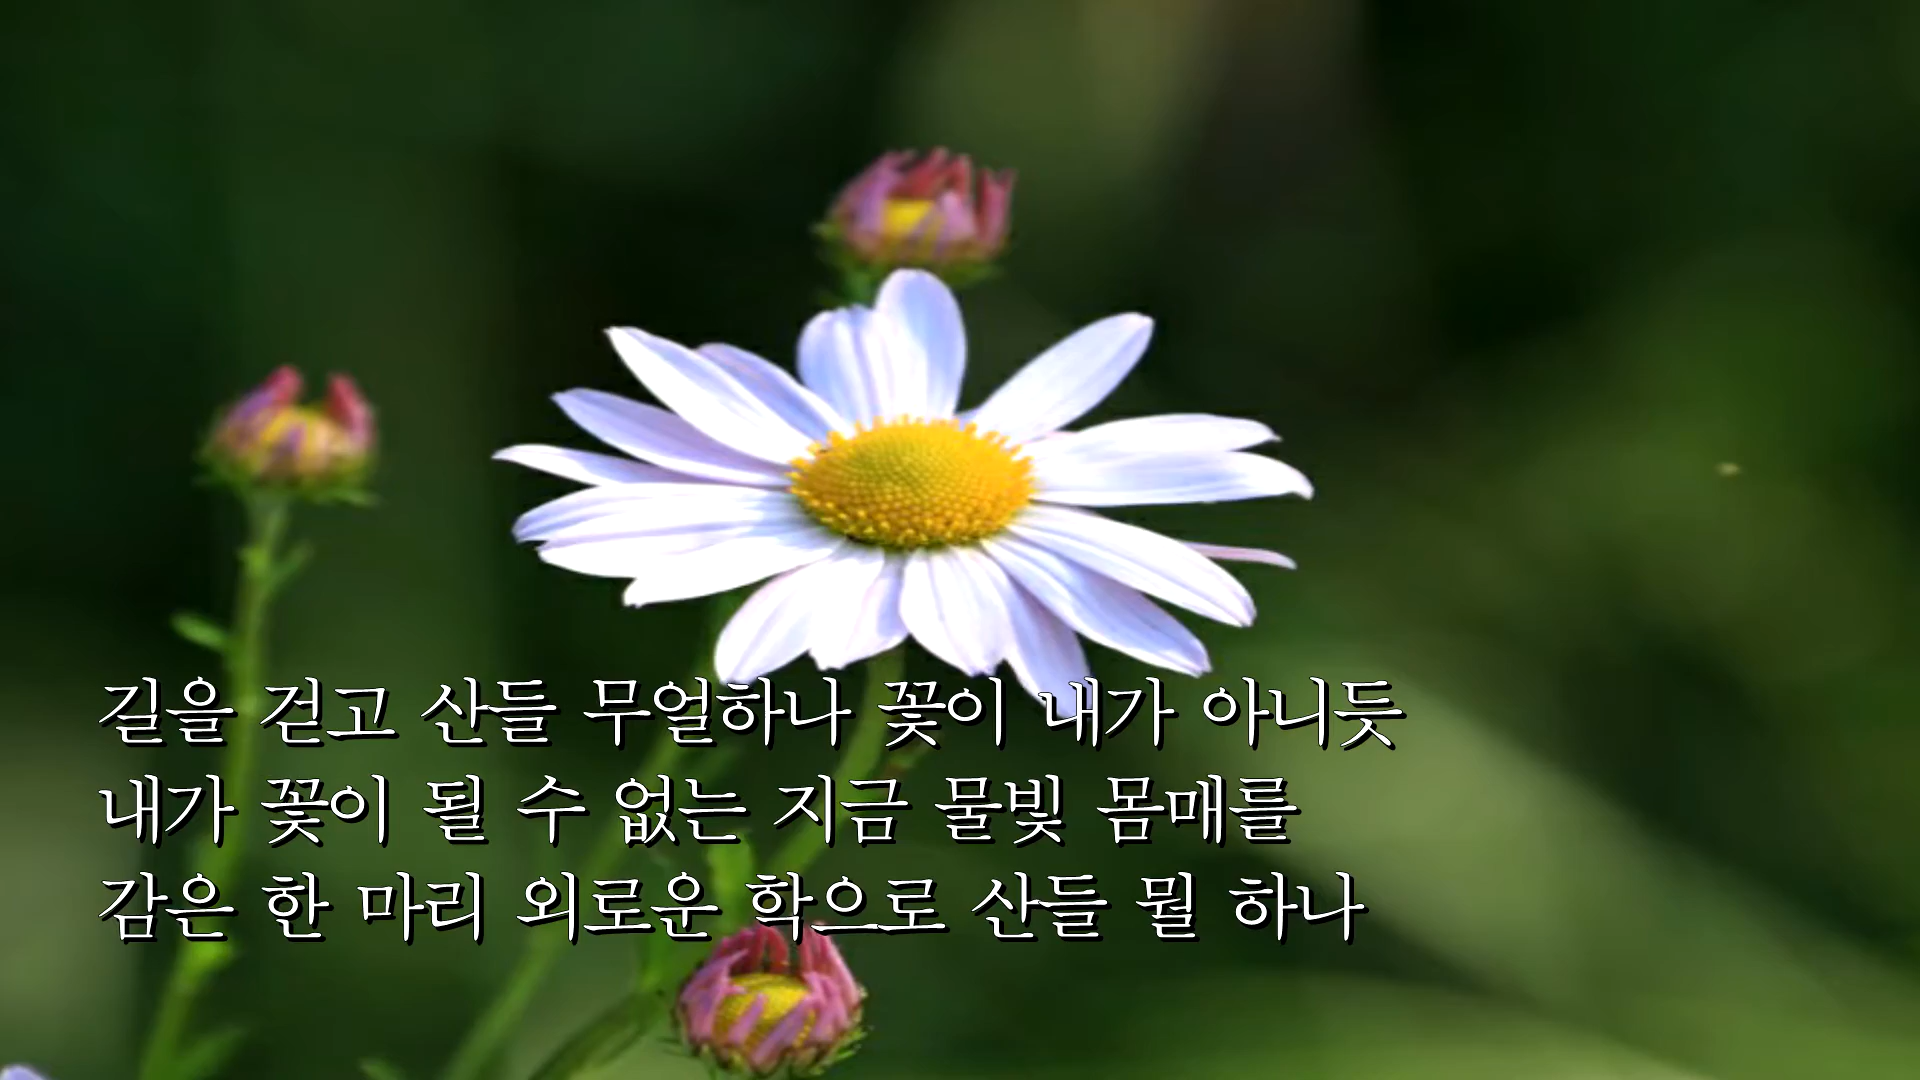 길을 걷고 산들 무얼하나 꽃이 내가 아니듯
내가 꽃이 될 수 없는 지금 물빛 몸매를
감은 한 마리 외로운 학으로 산들 뭘 하나